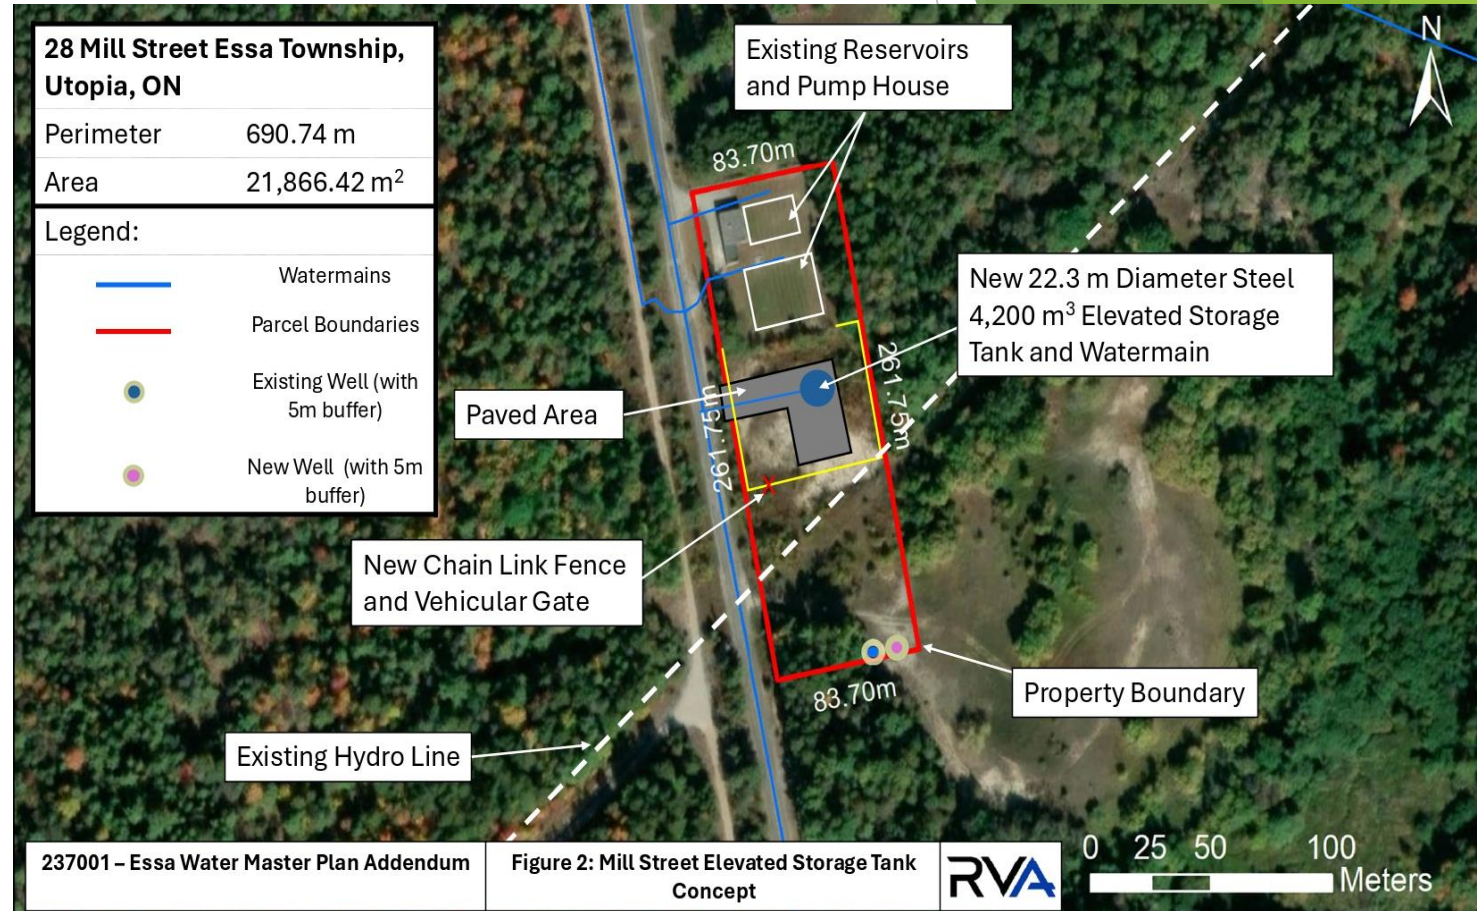 28 Mill Street Essa Township,
Utopia, ON
Perimeter 690.74 m
Area 21,866.42 m²
Legend:
Watermains
Parcel Boundaries
Existing Well (with
5m buffer)
New Well (with 5m
buffer)
Existing Reservoirs
and Pump House
N
83.70m
New 22.3 m Diameter Steel
4,200 m³ Elevated Storage
Tank and Watermain
261.75m
261.75m
Paved Area
X
New Chain Link Fence
and Vehicular Gate
Property Boundary
83.70m
Existing Hydro Line
237001 – Essa Water Master Plan Addendum
Figure 2: Mill Street Elevated Storage Tank
Concept
RVA
0 25 50 100
Meters